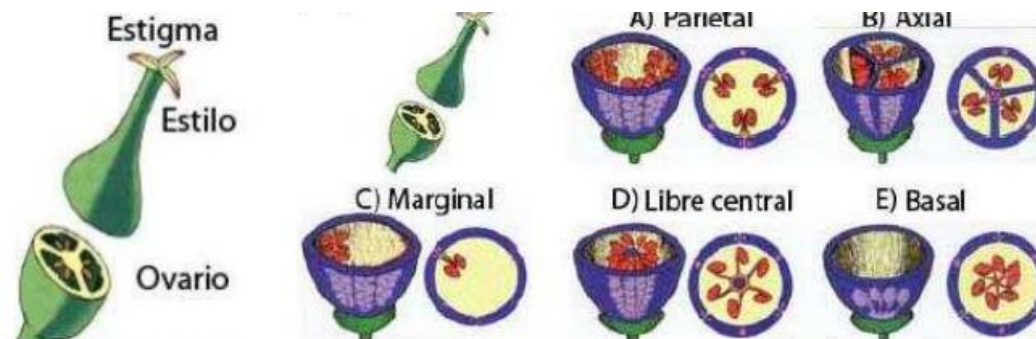 Estigma
Estilo
Ovario
A) Parietal
B) Axial
C) Marginal
D) Libre central
E) Basal